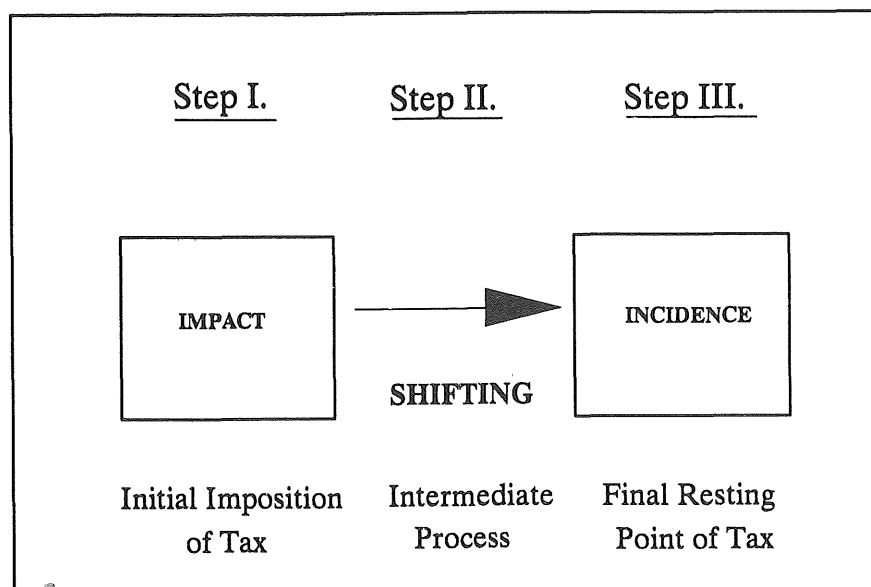 Step I. Step II. Step III.
IMPACT INCIDENCE
SHIFTING
Initial Imposition Intermediate Final Resting
of Tax Process Point of Tax